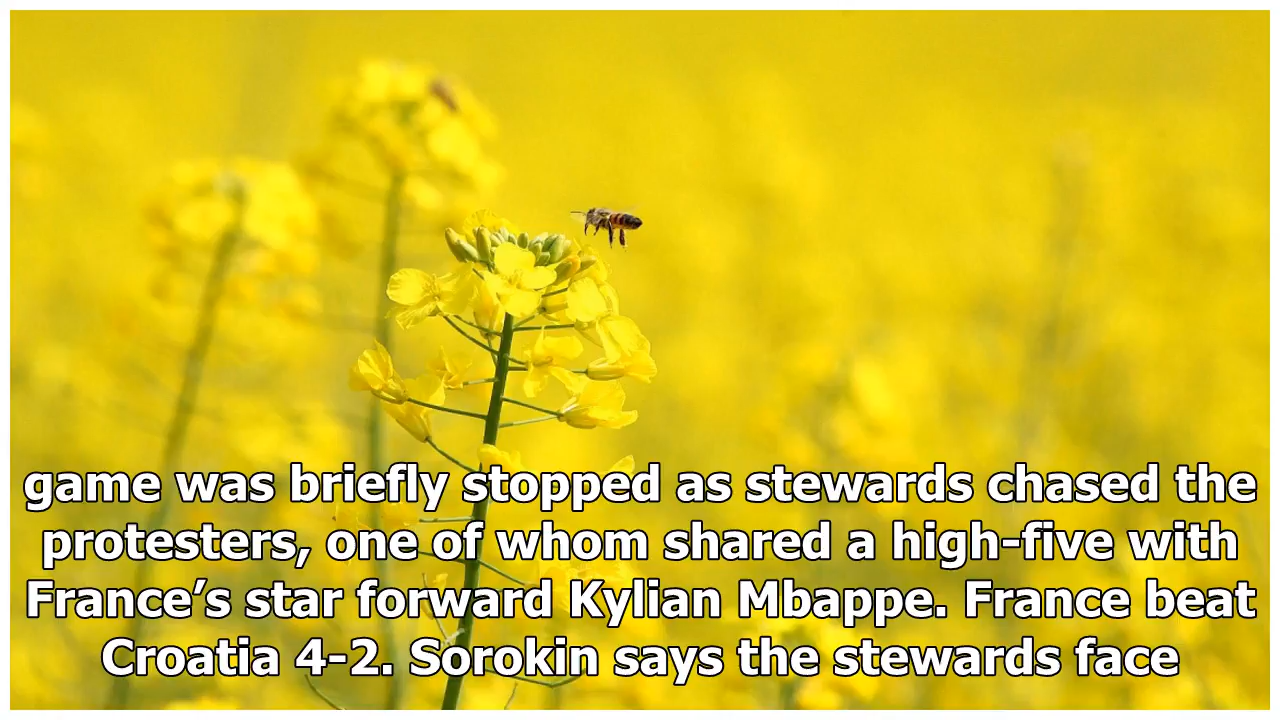 game was briefly stopped as stewards chased the
protesters, one of whom shared a high-five with
France’s star forward Kylian Mbappe. France beat
Croatia 4-2. Sorokin says the stewards face